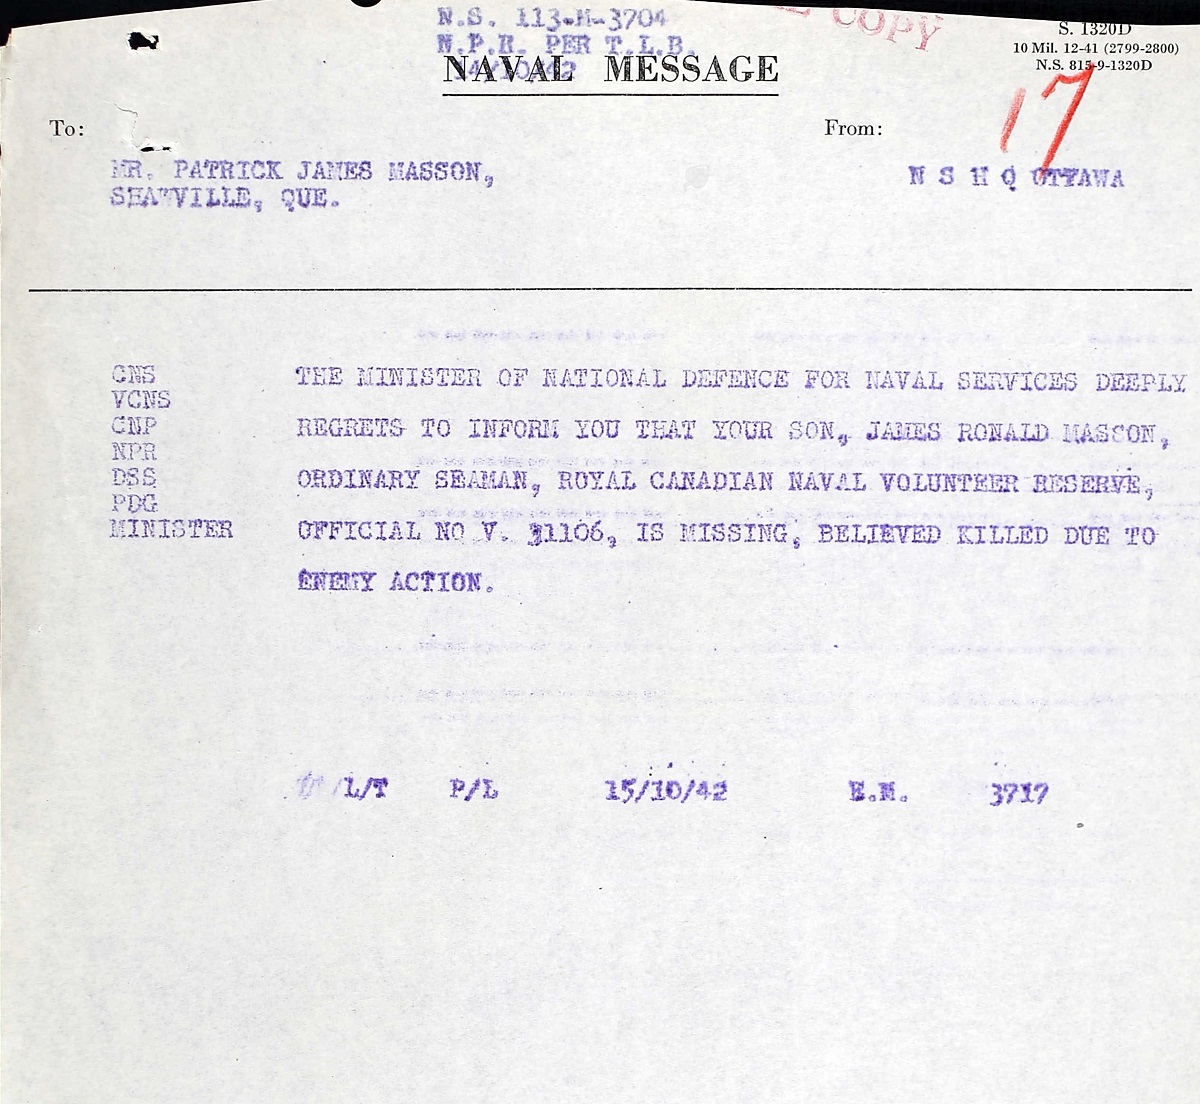 N.S. 113-M-3704
N.P.R. PER T.L.B.
14/10/42
COPY
S. 1320D
10 Mil. 12-41 (2799-2800)
N.S. 815-9-1320D
NAVAL MESSAGE
17
To:
From:
MR. PATRICK JAMES MASSON,
SHAWVILLE, QUE.
N S H Q OTTAWA
CNS
VCNS
CNP
NPR
DSS
PDG
MINISTER
THE MINISTER OF NATIONAL DEFENCE FOR NAVAL SERVICES DEEPLY
REGRETS TO INFORM YOU THAT YOUR SON, JAMES RONALD MASSON,
ORDINARY SEAMAN, ROYAL CANADIAN NAVAL VOLUNTEER RESERVE,
OFFICIAL NO V. 31106, IS MISSING, BELIEVED KILLED DUE TO
ENEMY ACTION.
L/T P/L 15/10/42 E.M. 3717